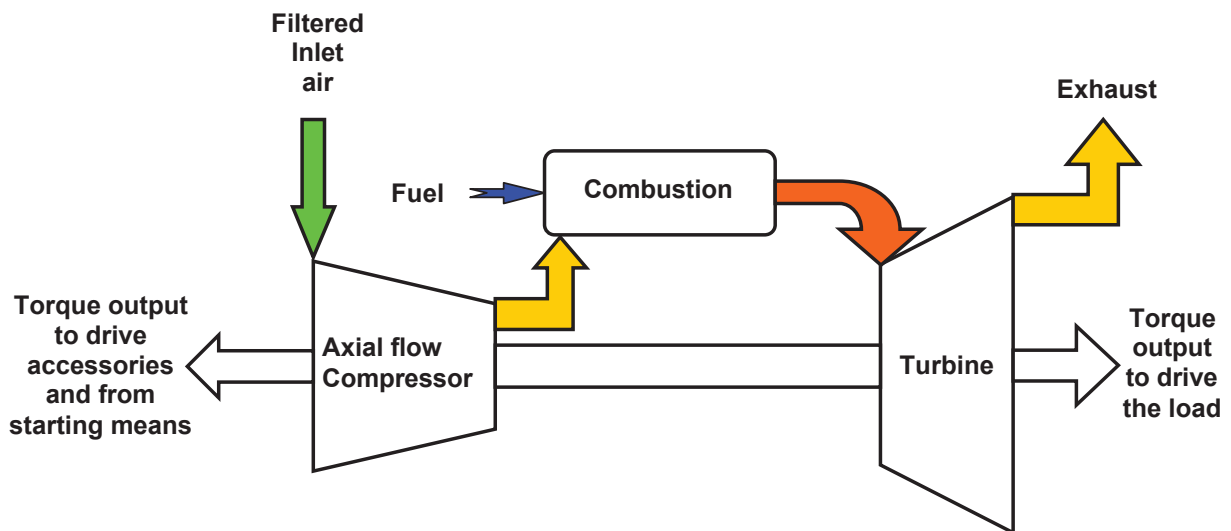 Filtered
Inlet
air
Exhaust
Fuel
Combustion
Torque output
to drive
accessories
and from
starting means
Axial flow
Compressor
Turbine
Torque
output
to drive
the load